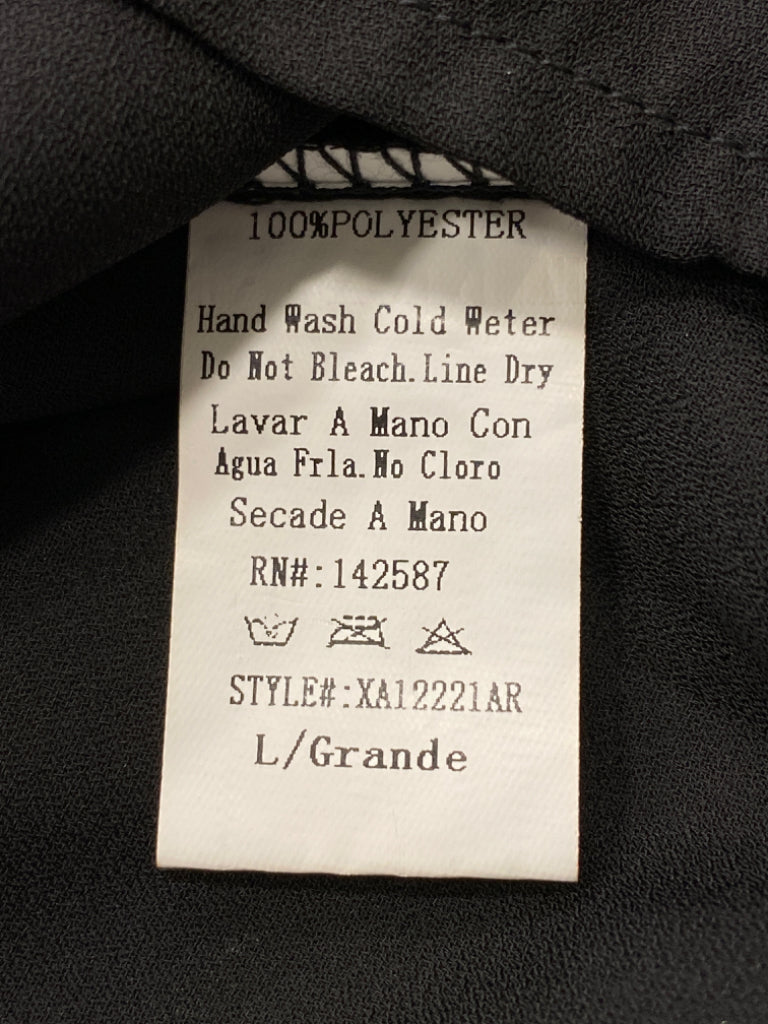 100%POLYESTER
Hand Wash Cold Weter
Do Not Bleach.Line Dry
Lavar A Mano Con
Agua Frla.No Cloro
Secade A Mano
RN#:142587
STYLE#:XA12221AR
L/Grande